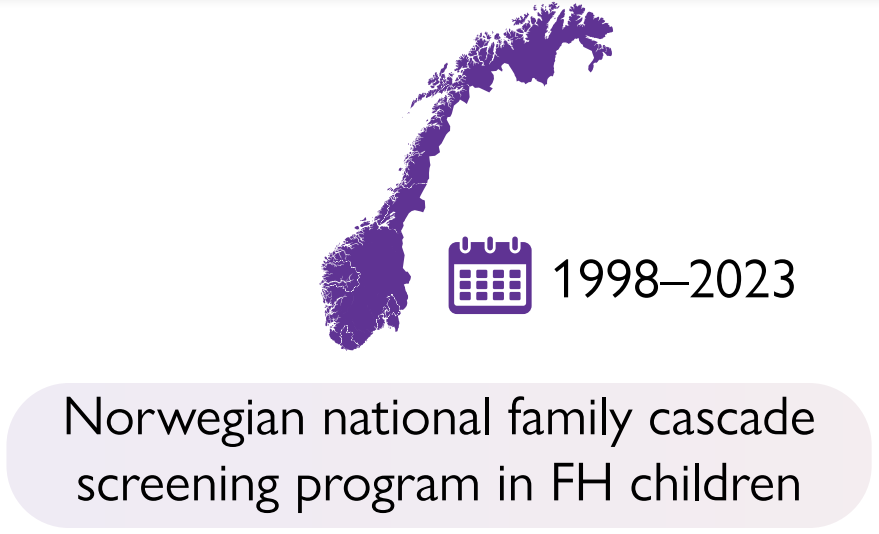 1998–2023
Norwegian national family cascade
screening program in FH children